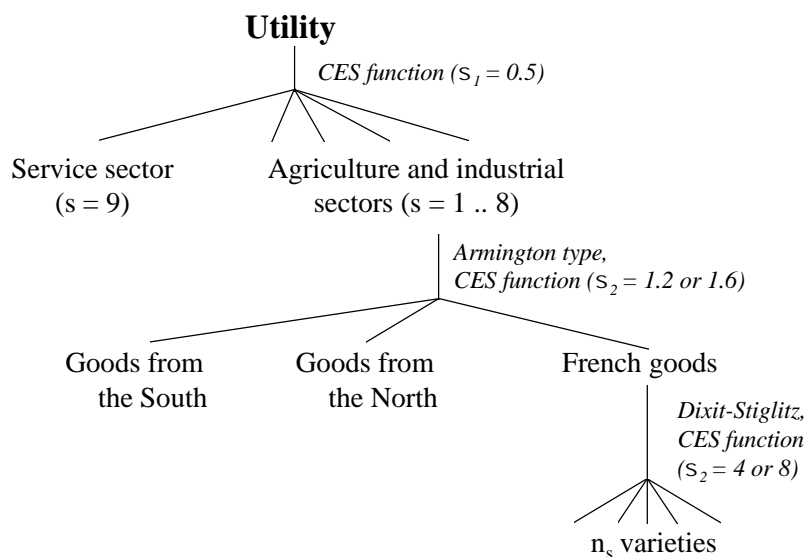 Utility
CES function (s₁ = 0.5)
Service sector
(s = 9)
Agriculture and industrial
sectors (s = 1 .. 8)
Armington type,
CES function (s₂ = 1.2 or 1.6)
Goods from
the South
Goods from
the North
French goods
Dixit-Stiglitz,
CES function
(s₂ = 4 or 8)
nₛ varieties